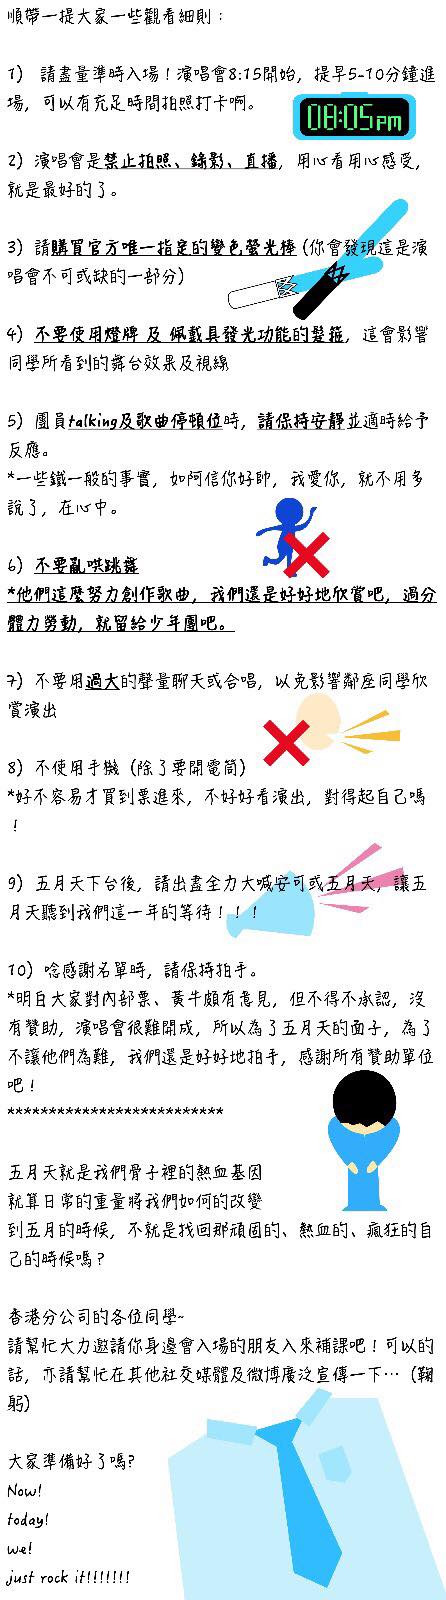 順帶一提大家一些觀看細則：
1)　請盡量準時入場！演唱會8:15開始，提早5-10分鐘進
場，可以有充足時間拍照打卡啊。
08:05pm
2) 演唱會是禁止拍照、錄影、直播，用心看用心感受，
就是最好的了。
3) 請購買官方唯一指定的變色螢光棒 (你會發現這是演
唱會不可或缺的一部分)
4) 不要使用燈牌 及 佩戴具發光功能的髮箍，這會影響
同學所看到的舞台效果及視線
5) 團員talking及歌曲停頓位時，請保持安靜並適時給予
反應。
*一些鐵一般的事實，如阿信你好帥，我愛你，就不用多
說了，在心中。
6) 不要亂哄跳舞
*他們這麼努力創作歌曲，我們還是好好地欣賞吧，過分
體力勞動，就留給少年團吧。
7) 不要用過大的聲量聊天或合唱，以免影響鄰座同學欣
賞演出
8) 不使用手機 (除了要開電筒)
*好不容易才買到票進來，不好好看演出，對得起自己嗎
！
9) 五月天下台後，請出盡全力大喊安可或五月天，讓五
月天聽到我們這一年的等待！！！
10) 唸感謝名單時，請保持拍手。
*明白大家對內部票、黃牛頗有意見，但不得不承認，沒
有贊助，演唱會很難開成，所以為了五月天的面子，為了
不讓他們為難，我們還是好好地拍手，感謝所有贊助單位
吧！
**************************
五月天就是我們骨子裡的熱血基因
就算日常的重量將我們如何的改變
到五月的時候，不就是找回那頑固的、熱血的、瘋狂的自
己的時候嗎？
香港分公司的各位同學~
請幫忙大力邀請你身邊會入場的朋友入來補課吧！可以的
話，亦請幫忙在其他社交媒體及微博廣泛宣傳一下… (鞠
躬)
大家準備好了嗎?
Now!
today!
we!
just rock it!!!!!!!